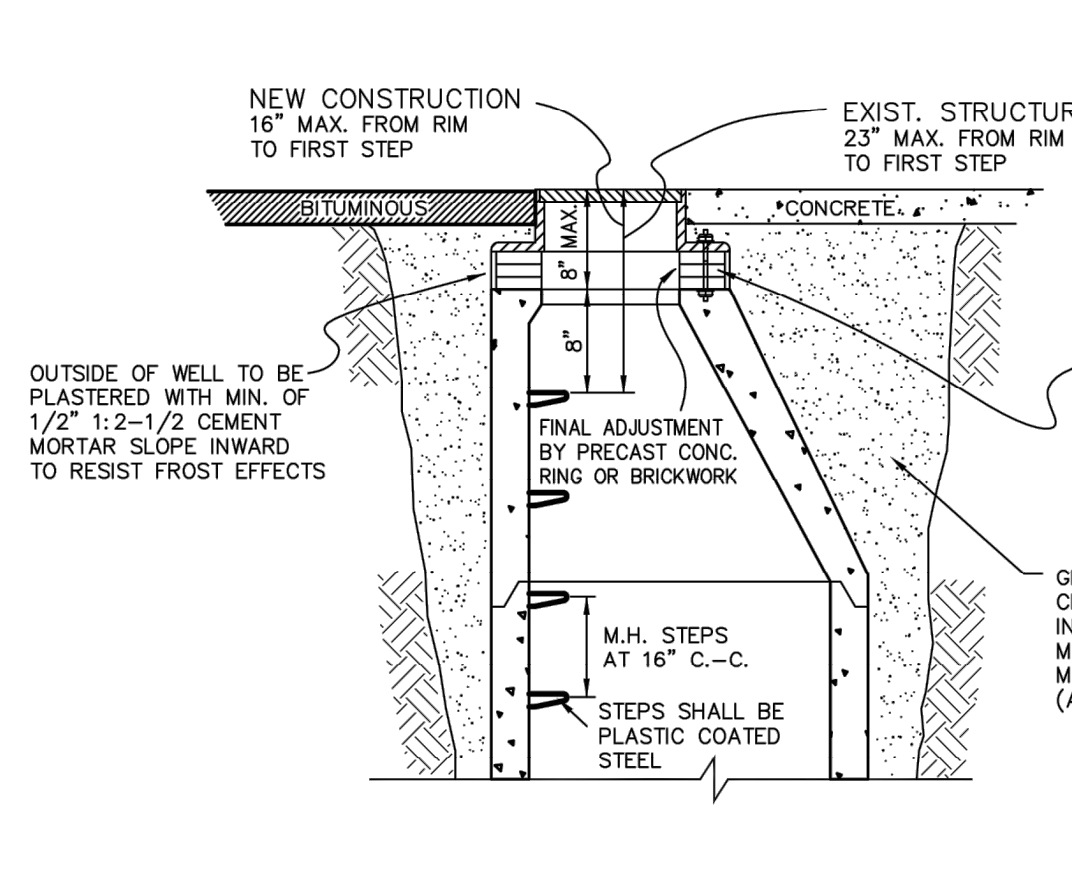 NEW CONSTRUCTION
16" MAX. FROM RIM
TO FIRST STEP
EXIST. STRUCTUR
23" MAX. FROM RIM
TO FIRST STEP
BITUMINOUS
CONCRETE
8" MAX.
8"
OUTSIDE OF WELL TO BE
PLASTERED WITH MIN. OF
1/2" 1:2-1/2 CEMENT
MORTAR SLOPE INWARD
TO RESIST FROST EFFECTS
FINAL ADJUSTMENT
BY PRECAST CONC.
RING OR BRICKWORK
M.H. STEPS
AT 16" C.-C.
STEPS SHALL BE
PLASTIC COATED
STEEL
IN
M
M
(A